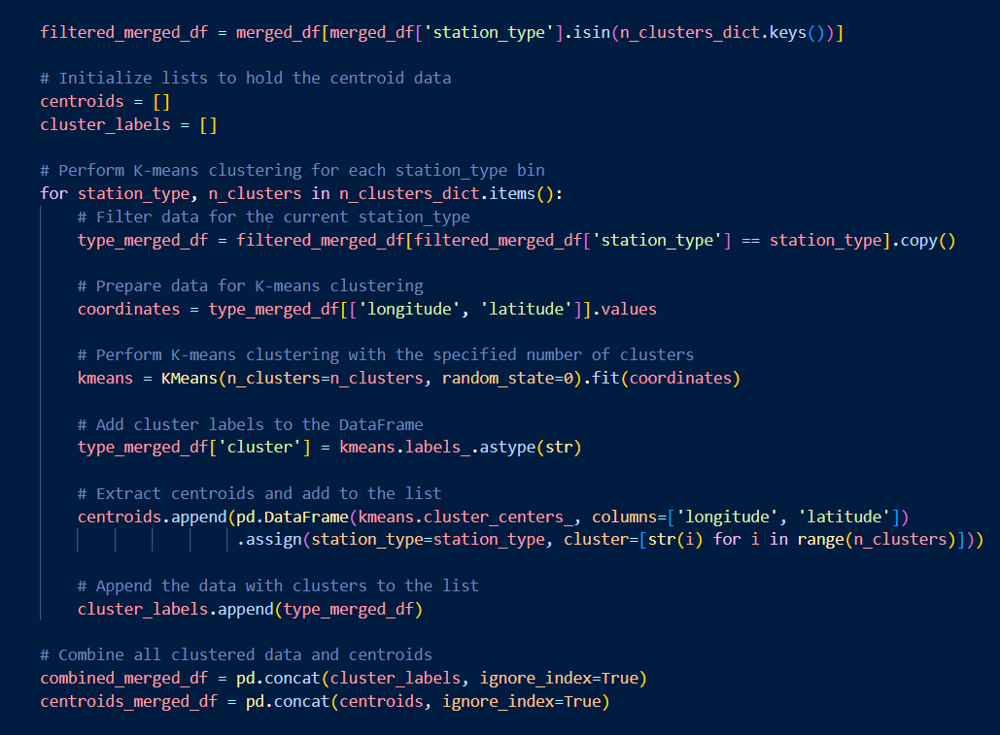 filtered_merged_df = merged_df[merged_df['station_type'].isin(n_clusters_dict.keys())]
# Initialize lists to hold the centroid data
centroids = []
cluster_labels = []
# Perform K-means clustering for each station_type bin
for station_type, n_clusters in n_clusters_dict.items():
    # Filter data for the current station_type
    type_merged_df = filtered_merged_df[filtered_merged_df['station_type'] == station_type].copy()
    # Prepare data for K-means clustering
    coordinates = type_merged_df[['longitude', 'latitude']].values
    # Perform K-means clustering with the specified number of clusters
    kmeans = KMeans(n_clusters=n_clusters, random_state=0).fit(coordinates)
    # Add cluster labels to the DataFrame
    type_merged_df['cluster'] = kmeans.labels_.astype(str)
    # Extract centroids and add to the list
    centroids.append(pd.DataFrame(kmeans.cluster_centers_, columns=['longitude', 'latitude'])
                     .assign(station_type=station_type, cluster=[str(i) for i in range(n_clusters)]))
    # Append the data with clusters to the list
    cluster_labels.append(type_merged_df)
# Combine all clustered data and centroids
combined_merged_df = pd.concat(cluster_labels, ignore_index=True)
centroids_merged_df = pd.concat(centroids, ignore_index=True)